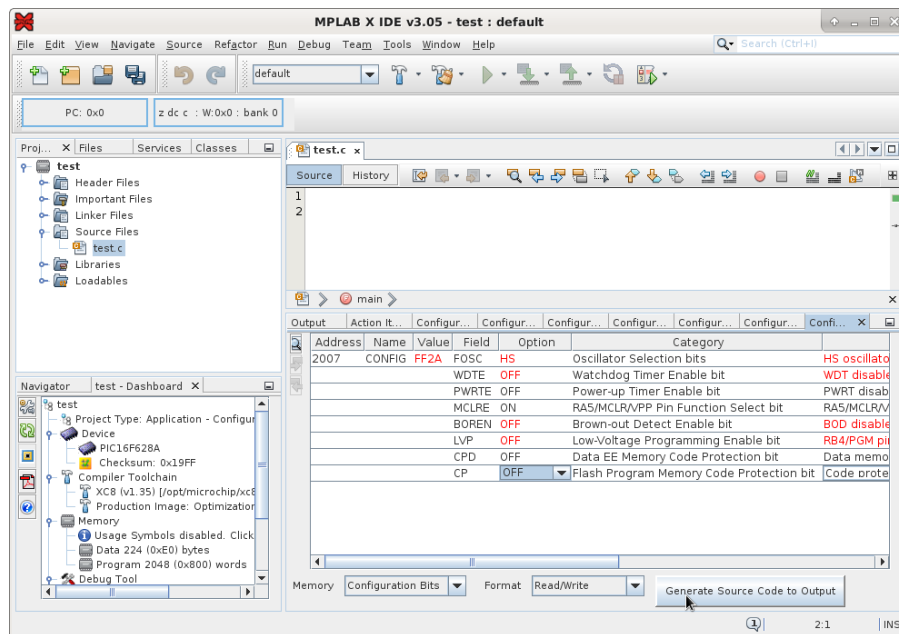 MPLAB X IDE v3.05 - test : default
File Edit View Navigate Source Refactor Run Debug Team Tools Window Help
Search (Ctrl+I)
default
PC: 0x0
z dc c : W:0x0 : bank 0
Proj... Files Services Classes
test
Header Files
Important Files
Linker Files
Source Files
test.c
Libraries
Loadables
test.c
Source History
1
2
main
Output Action It... Configur... Configur... Configur... Configur... Configur... Configur... Confi...
Address Name Value Field Option Category
2007 CONFIG FF2A FOSC HS Oscillator Selection bits HS oscillato
WDTE OFF Watchdog Timer Enable bit WDT disable
PWRTE OFF Power-up Timer Enable bit PWRT disab
MCLRE ON RA5/MCLR/VPP Pin Function Select bit RA5/MCLR/V
BOREN OFF Brown-out Detect Enable bit BOD disable
LVP OFF Low-Voltage Programming Enable bit RB4/PGM pi
CPD OFF Data EE Memory Code Protection bit Data memo
CP OFF Flash Program Memory Code Protection bit Code prote
Memory Configuration Bits Format Read/Write Generate Source Code to Output
Navigator test - Dashboard
test
Project Type: Application - Configur
Device
PIC16F628A
Checksum: 0x19FF
Compiler Toolchain
XC8 (v1.35) [/opt/microchip/xc8
Production Image: Optimization
Memory
Usage Symbols disabled. Click
Data 224 (0xE0) bytes
Program 2048 (0x800) words
Debug Tool
1
2:1
INS